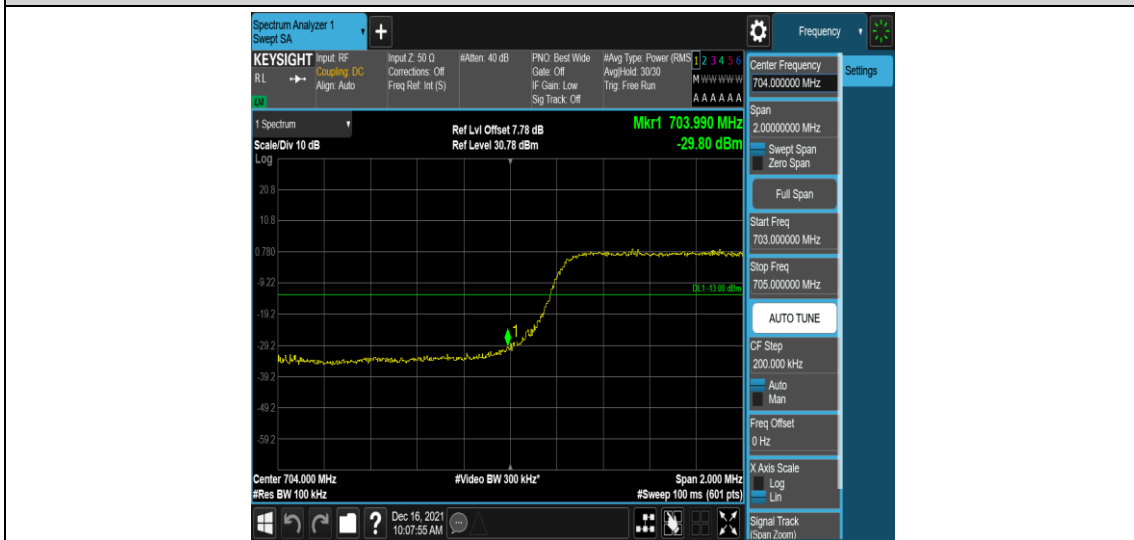 Spectrum Analyzer 1
Swept SA
+
Frequency
KEYSIGHT
RL
LXI
Input: RF
Coupling: DC
Align: Auto
Input Z: 50 Ω
Corrections: Off
Freq Ref: Int (S)
#Atten: 40 dB
PNO: Best Wide
Gate: Off
IF Gain: Low
Sig Track: Off
#Avg Type: Power (RMS
Avg|Hold: 30/30
Trig: Free Run
1 2 3 4 5 6
M W W W W W
A A A A A A
1 Spectrum
Scale/Div 10 dB
Log
Ref Lvl Offset 7.78 dB
Ref Level 30.78 dBm
Mkr1 703.990 MHz
-29.80 dBm
20.8
10.8
0.780
-9.22
-19.2
-29.2
-39.2
-49.2
-59.2
DL1 -13.00 dBm
1
Center 704.000 MHz
#Res BW 100 kHz
#Video BW 300 kHz*
Span 2.000 MHz
#Sweep 100 ms (601 pts)
Center Frequency
704.000000 MHz
Settings
Span
2.00000000 MHz
Swept Span
Zero Span
Full Span
Start Freq
703.000000 MHz
Stop Freq
705.000000 MHz
AUTO TUNE
CF Step
200.000 kHz
Auto
Man
Freq Offset
0 Hz
X Axis Scale
Log
Lin
Signal Track
(Span Zoom)
?
Dec 16, 2021
10:07:55 AM